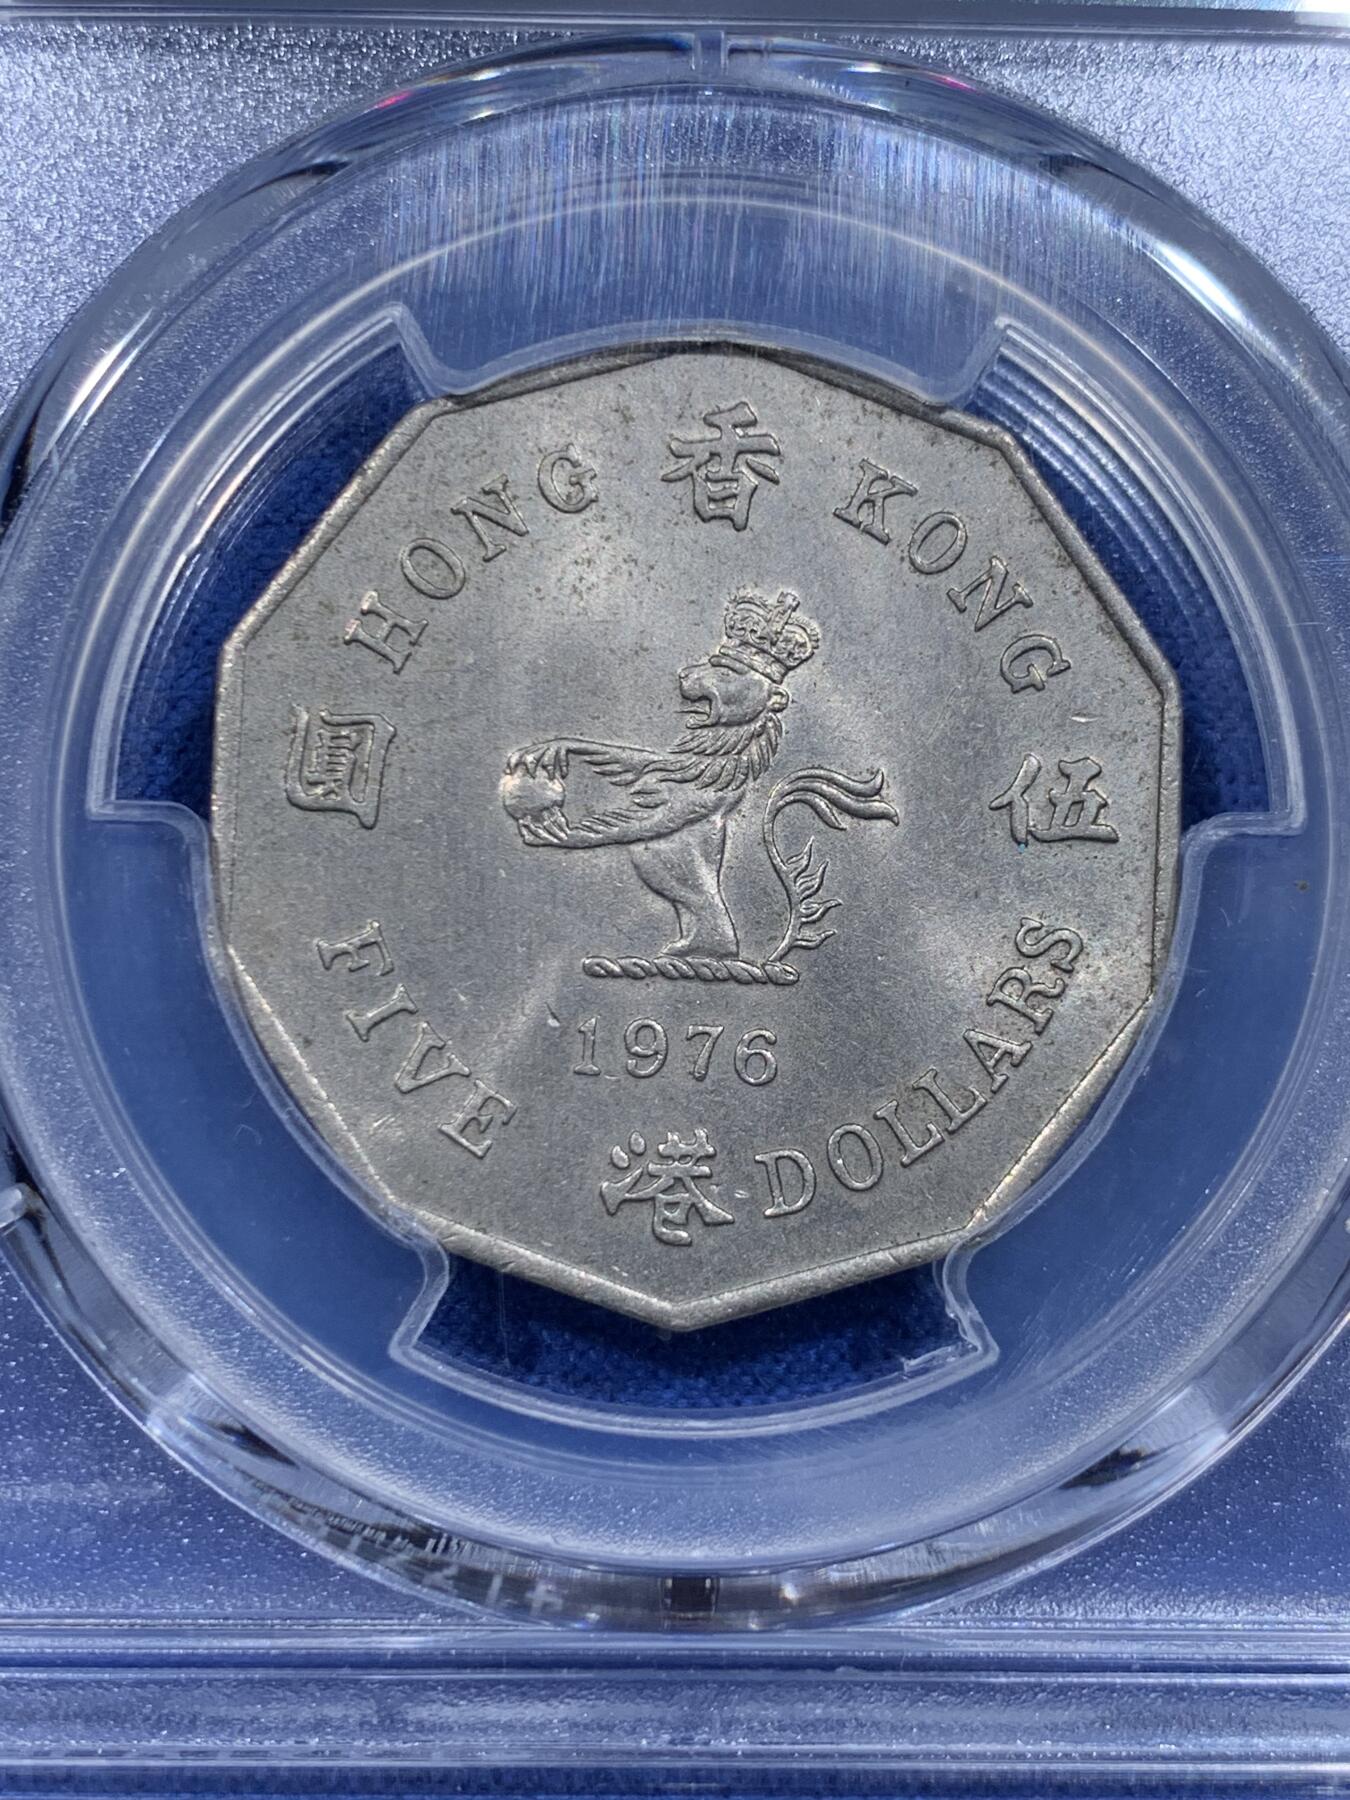 HONG 香 KONG
圓 伍
FIVE DOLLARS
1976
港